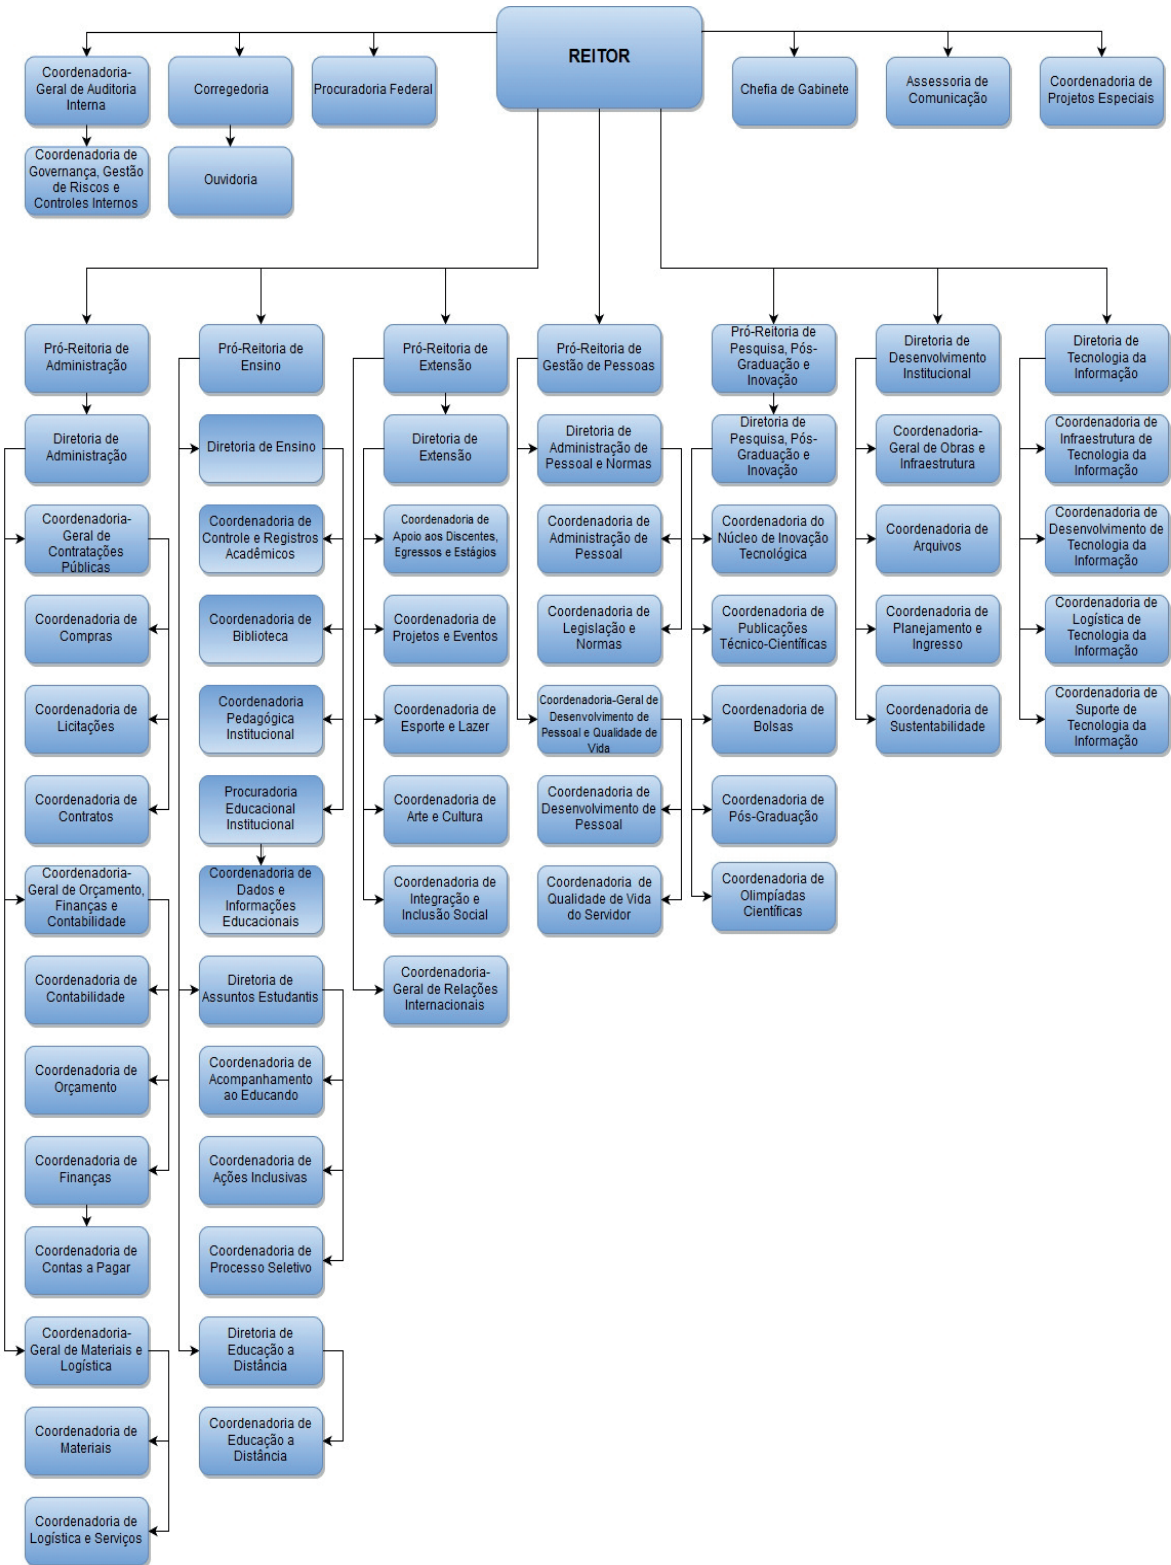 REITOR
Coordenadoria-
Geral de Auditoria
Interna
Corregedoria
Procuradoria Federal
Chefia de Gabinete
Assessoria de
Comunicação
Coordenadoria de
Projetos Especiais
Coordenadoria de
Governança, Gestão
de Riscos e
Controles Internos
Ouvidoria
Pró-Reitoria de
Administração
Diretoria de
Administração
Coordenadoria-
Geral de
Contratações
Públicas
Coordenadoria de
Compras
Coordenadoria de
Licitações
Coordenadoria de
Contratos
Coordenadoria-
Geral de Orçamento,
Finanças e
Contabilidade
Coordenadoria de
Contabilidade
Coordenadoria de
Orçamento
Coordenadoria de
Finanças
Coordenadoria de
Contas a Pagar
Coordenadoria-
Geral de Materiais e
Logística
Coordenadoria de
Materiais
Coordenadoria de
Logística e Serviços
Pró-Reitoria de
Ensino
Diretoria de Ensino
Coordenadoria de
Controle e Registros
Acadêmicos
Coordenadoria de
Biblioteca
Coordenadoria
Pedagógica
Institucional
Procuradoria
Educacional
Institucional
Coordenadoria de
Dados e
Informações
Educacionais
Diretoria de
Assuntos Estudantis
Coordenadoria de
Acompanhamento
ao Educando
Coordenadoria de
Ações Inclusivas
Coordenadoria de
Processo Seletivo
Diretoria de
Educação a
Distância
Coordenadoria de
Educação a
Distância
Pró-Reitoria de
Extensão
Diretoria de
Extensão
Coordenadoria de
Apoio aos Discentes,
Egressos e Estágios
Coordenadoria de
Projetos e Eventos
Coordenadoria de
Esporte e Lazer
Coordenadoria de
Arte e Cultura
Coordenadoria de
Integração e
Inclusão Social
Coordenadoria-
Geral de Relações
Internacionais
Pró-Reitoria de
Gestão de Pessoas
Diretoria de
Administração de
Pessoal e Normas
Coordenadoria de
Administração de
Pessoal
Coordenadoria de
Legislação e
Normas
Coordenadoria-Geral de
Desenvolvimento de
Pessoal e Qualidade de
Vida
Coordenadoria de
Desenvolvimento de
Pessoal
Coordenadoria de
Qualidade de Vida
do Servidor
Pró-Reitoria de
Pesquisa, Pós-
Graduação e
Inovação
Diretoria de
Pesquisa, Pós-
Graduação e
Inovação
Coordenadoria do
Núcleo de Inovação
Tecnológica
Coordenadoria de
Publicações
Técnico-Científicas
Coordenadoria de
Bolsas
Coordenadoria de
Pós-Graduação
Coordenadoria de
Olimpíadas
Científicas
Diretoria de
Desenvolvimento
Institucional
Coordenadoria-
Geral de Obras e
Infraestrutura
Coordenadoria de
Arquivos
Coordenadoria de
Planejamento e
Ingresso
Coordenadoria de
Sustentabilidade
Diretoria de
Tecnologia da
Informação
Coordenadoria de
Infraestrutura de
Tecnologia da
Informação
Coordenadoria de
Desenvolvimento de
Tecnologia da
Informação
Coordenadoria de
Logística de
Tecnologia da
Informação
Coordenadoria de
Suporte de
Tecnologia da
Informação